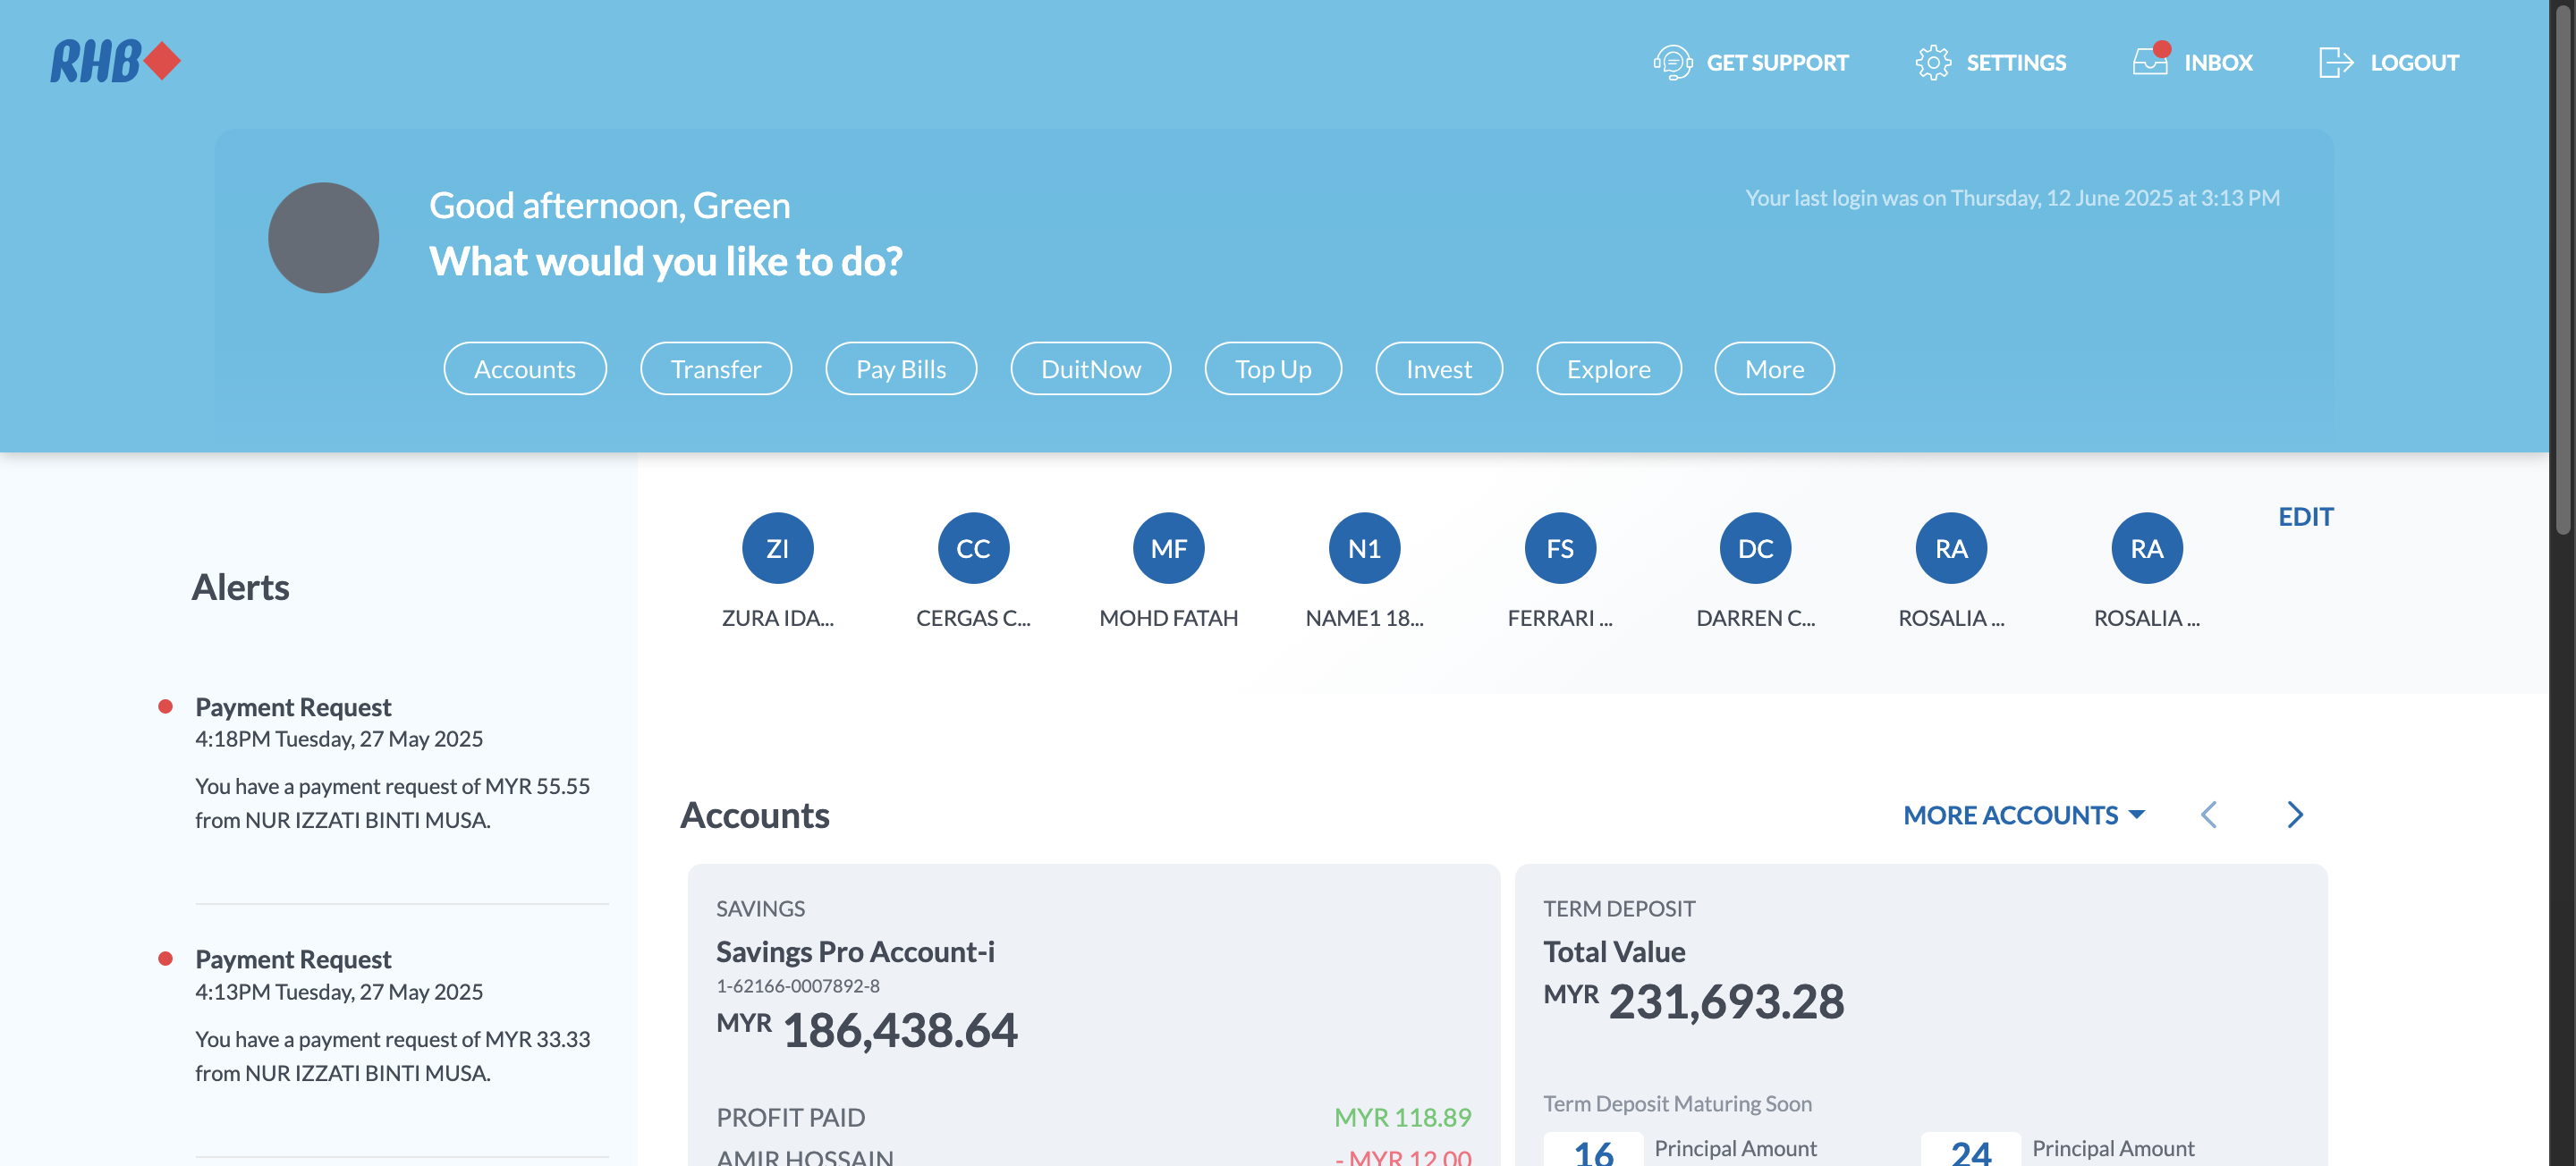 RHB
GET SUPPORT
SETTINGS
INBOX
LOGOUT
Good afternoon, Green
Your last login was on Thursday, 12 June 2025 at 3:13 PM
What would you like to do?
Accounts
Transfer
Pay Bills
DuitNow
Top Up
Invest
Explore
More
Alerts
Payment Request
4:18PM Tuesday, 27 May 2025
You have a payment request of MYR 55.55
from NUR IZZATI BINTI MUSA.
Payment Request
4:13PM Tuesday, 27 May 2025
You have a payment request of MYR 33.33
from NUR IZZATI BINTI MUSA.
ZI
CC
MF
N1
FS
DC
RA
RA
EDIT
ZURA IDA...
CERGAS C...
MOHD FATAH
NAME1 18...
FERRARI ...
DARREN C...
ROSALIA ...
ROSALIA ...
Accounts
MORE ACCOUNTS
SAVINGS
Savings Pro Account-i
1-62166-0007892-8
MYR 186,438.64
PROFIT PAID
MYR 118.89
AMIR HOSSAIN
- MYR 12.00
TERM DEPOSIT
Total Value
MYR 231,693.28
Term Deposit Maturing Soon
16
Principal Amount
24
Principal Amount